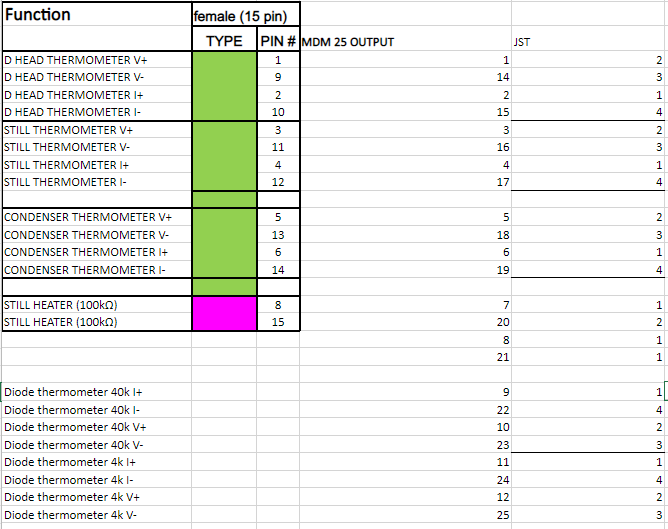 Function female (15 pin)
TYPE PIN # MDM 25 OUTPUT JST
D HEAD THERMOMETER V+ 1 1 2
D HEAD THERMOMETER V- 9 14 3
D HEAD THERMOMETER I+ 2 2 1
D HEAD THERMOMETER I- 10 15 4
STILL THERMOMETER V+ 3 3 2
STILL THERMOMETER V- 11 16 3
STILL THERMOMETER I+ 4 4 1
STILL THERMOMETER I- 12 17 4
CONDENSER THERMOMETER V+ 5 5 2
CONDENSER THERMOMETER V- 13 18 3
CONDENSER THERMOMETER I+ 6 6 1
CONDENSER THERMOMETER I- 14 19 4
STILL HEATER (100kΩ) 8 7 1
STILL HEATER (100kΩ) 15 20 2
8 1
21 1
Diode thermometer 40k I+ 9 1
Diode thermometer 40k I- 22 4
Diode thermometer 40k V+ 10 2
Diode thermometer 40k V- 23 3
Diode thermometer 4k I+ 11 1
Diode thermometer 4k I- 24 4
Diode thermometer 4k V+ 12 2
Diode thermometer 4k V- 25 3